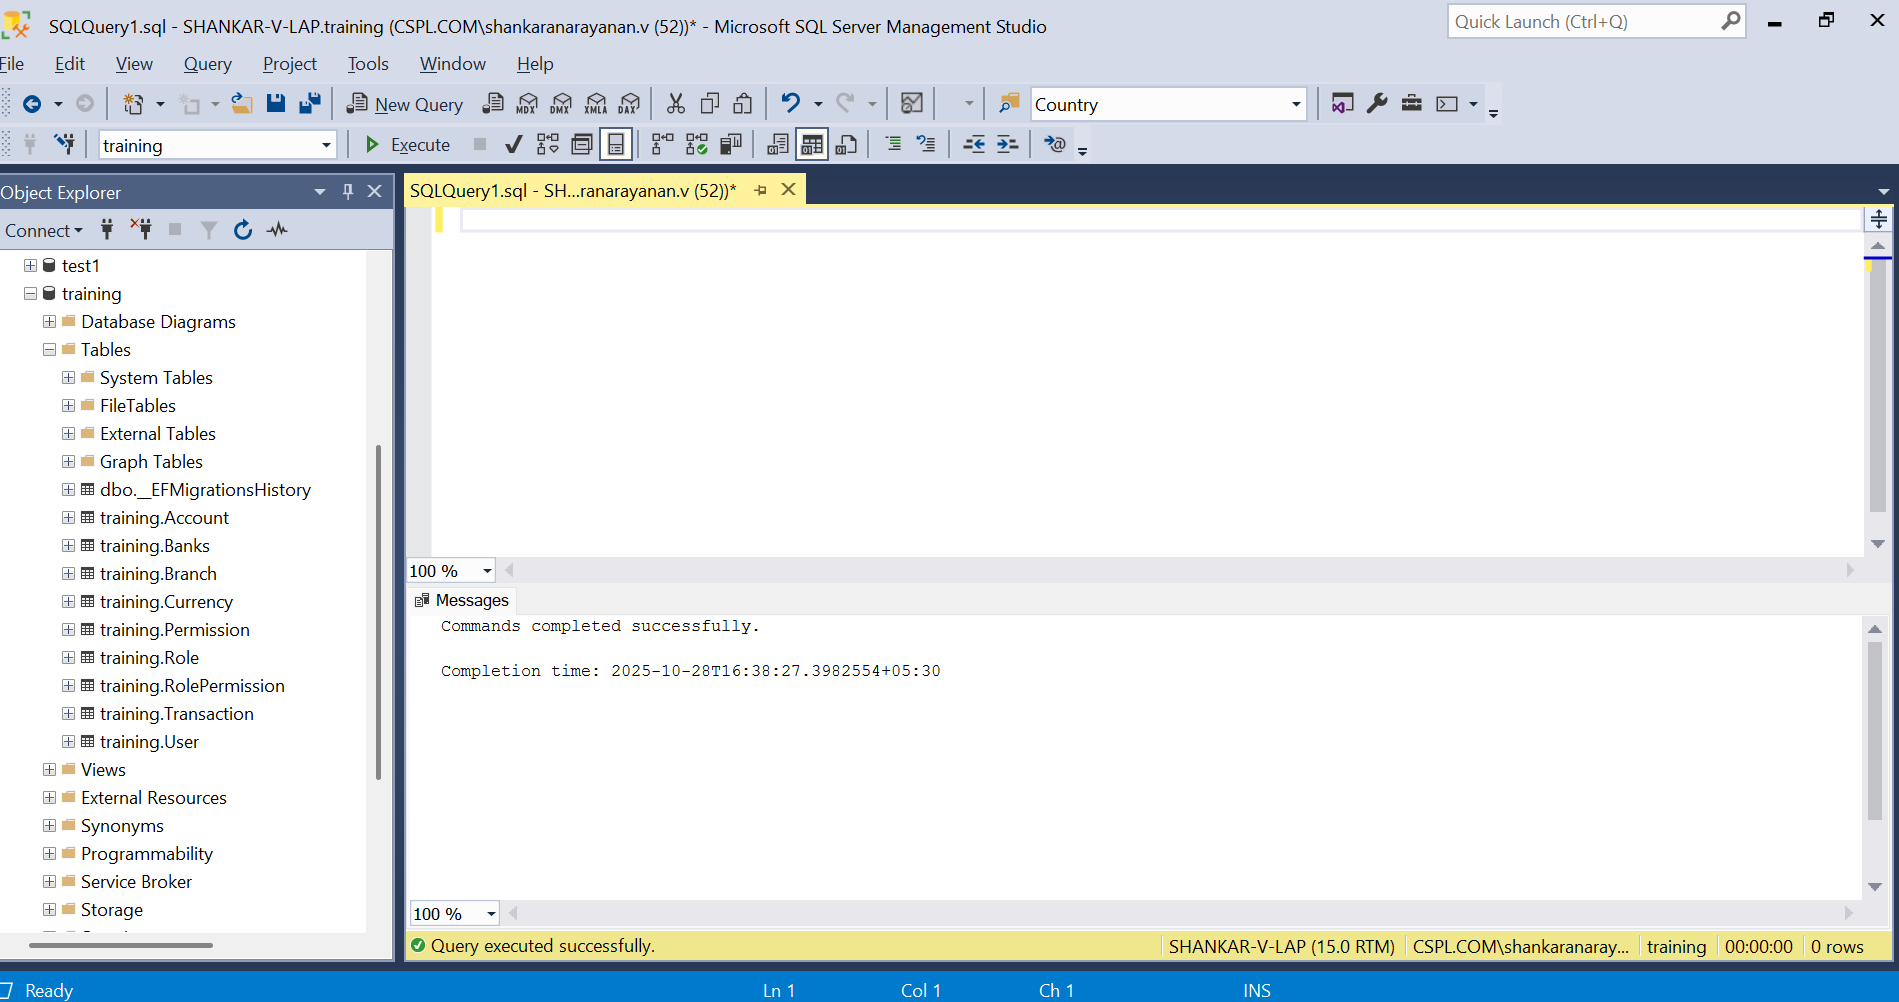 SQLQuery1.sql - SHANKAR-V-LAP.training (CSPL.COM\shankaranarayanan.v (52))* - Microsoft SQL Server Management Studio
Quick Launch (Ctrl+Q)
File Edit View Query Project Tools Window Help
New Query MDX DMX XMLA DAX Country
training Execute
Object Explorer
SQLQuery1.sql - SH...ranarayanan.v (52))*
Connect
test1
training
Database Diagrams
Tables
System Tables
FileTables
External Tables
Graph Tables
dbo.__EFMigrationsHistory
training.Account
training.Banks
training.Branch
training.Currency
training.Permission
training.Role
training.RolePermission
training.Transaction
training.User
Views
External Resources
Synonyms
Programmability
Service Broker
Storage
100 %
Messages
Commands completed successfully.
Completion time: 2025-10-28T16:38:27.3982554+05:30
100 %
Query executed successfully. SHANKAR-V-LAP (15.0 RTM) CSPL.COM\shankaranaray... training 00:00:00 0 rows
Ready Ln 1 Col 1 Ch 1 INS